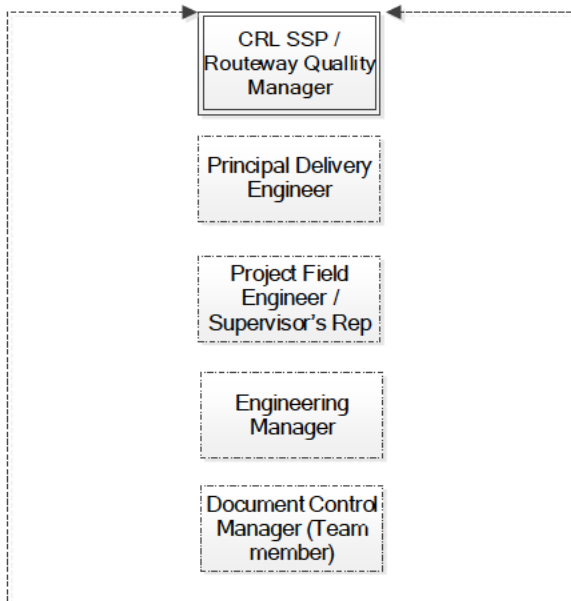 CRL SSP /
Routeway Quallity
Manager
Principal Delivery
Engineer
Project Field
Engineer /
Supervisor's Rep
Engineering
Manager
Document Control
Manager (Team
member)